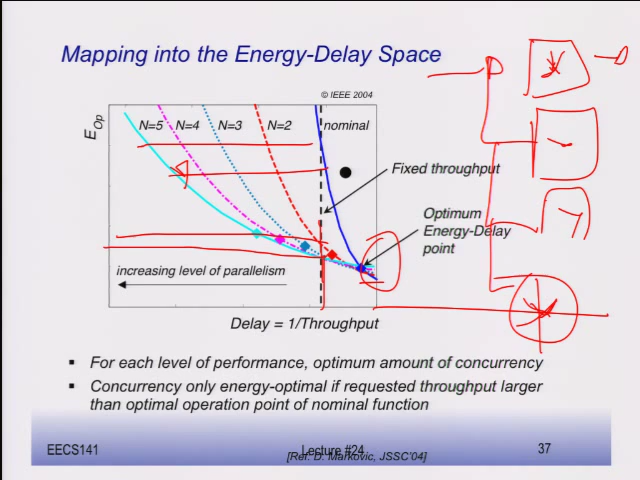 Mapping into the Energy-Delay Space
© IEEE 2004
E Op
N=5 N=4 N=3 N=2 nominal
Fixed throughput
Optimum
Energy-Delay
point
increasing level of parallelism
Delay = 1/Throughput
▪ For each level of performance, optimum amount of concurrency
▪ Concurrency only energy-optimal if requested throughput larger
than optimal operation point of nominal function
EECS141 Lecture #24 37
[Ref: D. Markovic, JSSC'04]